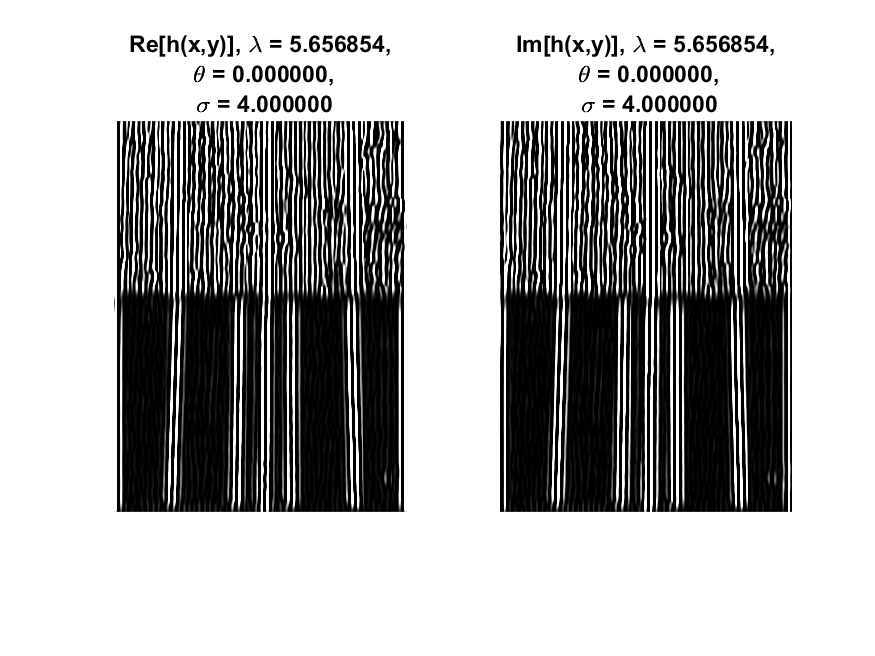 Re[h(x,y)], λ = 5.656854,
θ = 0.000000,
σ = 4.000000
Im[h(x,y)], λ = 5.656854,
θ = 0.000000,
σ = 4.000000